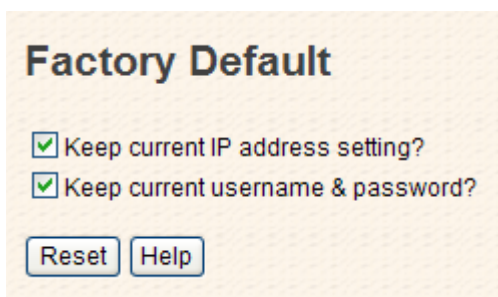 Factory Default
Keep current IP address setting?
Keep current username & password?
Reset Help